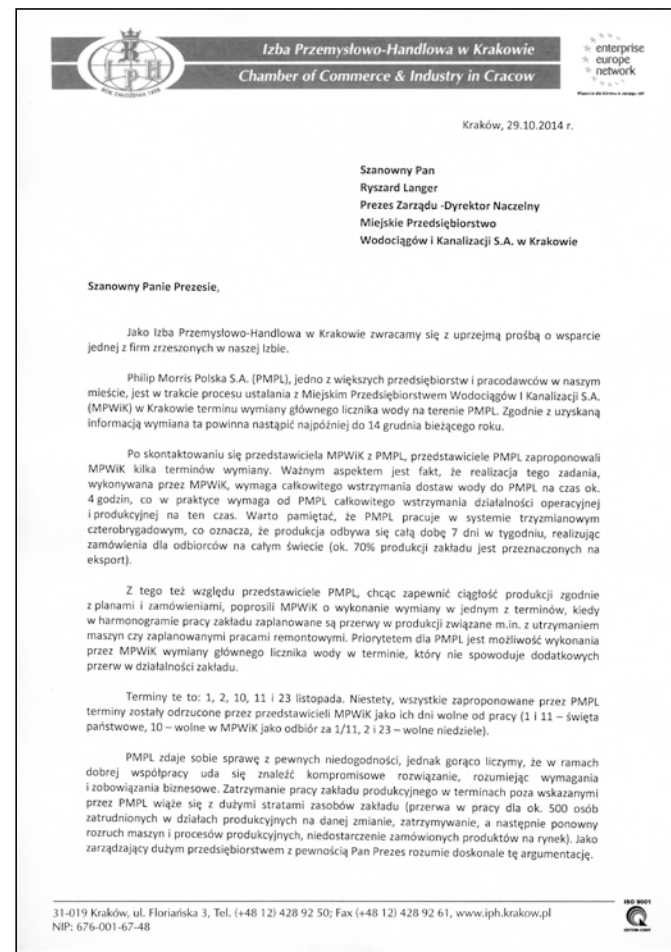 Izba Przemysłowo-Handlowa w Krakowie
Chamber of Commerce & Industry in Cracow
K
I P H
ROK ZAŁOŻENIA 1850
enterprise
europe
network
Kraków, 29.10.2014 r.
Szanowny Pan
Ryszard Langer
Prezes Zarządu -Dyrektor Naczelny
Miejskie Przedsiębiorstwo
Wodociągów i Kanalizacji S.A. w Krakowie
Szanowny Panie Prezesie,
Jako Izba Przemysłowo-Handlowa w Krakowie zwracamy się z uprzejmą prośbą o wsparcie
jednej z firm zrzeszonych w naszej Izbie.
Philip Morris Polska S.A. (PMPL), jedno z większych przedsiębiorstw i pracodawców w naszym
mieście, jest w trakcie procesu ustalania z Miejskim Przedsiębiorstwem Wodociągów I Kanalizacji S.A.
(MPWiK) w Krakowie terminu wymiany głównego licznika wody na terenie PMPL. Zgodnie z uzyskaną
informacją wymiana ta powinna nastąpić najpóźniej do 14 grudnia bieżącego roku.
Po skontaktowaniu się przedstawiciela MPWiK z PMPL, przedstawiciele PMPL zaproponowali
MPWiK kilka terminów wymiany. Ważnym aspektem jest fakt, że realizacja tego zadania,
wykonywana przez MPWiK, wymaga całkowitego wstrzymania dostaw wody do PMPL na czas ok.
4 godzin, co w praktyce wymaga od PMPL całkowitego wstrzymania działalności operacyjnej
i produkcyjnej na ten czas. Warto pamiętać, że PMPL pracuje w systemie trzyzmianowym
czterobrygadowym, co oznacza, że produkcja odbywa się całą dobę 7 dni w tygodniu, realizując
zamówienia dla odbiorców na całym świecie (ok. 70% produkcji zakładu jest przeznaczonych na
eksport).
Z tego też względu przedstawiciele PMPL, chcąc zapewnić ciągłość produkcji zgodnie
z planami i zamówieniami, poprosili MPWiK o wykonanie wymiany w jednym z terminów, kiedy
w harmonogramie pracy zakładu zaplanowane są przerwy w produkcji związane m.in. z utrzymaniem
maszyn czy zaplanowanymi pracami remontowymi. Priorytetem dla PMPL jest możliwość wykonania
przez MPWiK wymiany głównego licznika wody w terminie, który nie spowoduje dodatkowych
przerw w działalności zakładu.
Terminy te to: 1, 2, 10, 11 i 23 listopada. Niestety, wszystkie zaproponowane przez PMPL
terminy zostały odrzucone przez przedstawicieli MPWiK jako ich dni wolne od pracy (1 i 11 – święta
państwowe, 10 – wolne w MPWiK jako odbiór za 1/11, 2 i 23 – wolne niedziele).
PMPL zdaje sobie sprawę z pewnych niedogodności, jednak gorąco liczymy, że w ramach
dobrej współpracy uda się znaleźć kompromisowe rozwiązanie, rozumiejąc wymagania
i zobowiązania biznesowe. Zatrzymanie pracy zakładu produkcyjnego w terminach poza wskazanymi
przez PMPL wiąże się z dużymi stratami zasobów zakładu (przerwa w pracy dla ok. 500 osób
zatrudnionych w działach produkcyjnych na danej zmianie, zatrzymywanie, a następnie ponowny
rozruch maszyn i procesów produkcyjnych, niedostarczenie zamówionych produktów na rynek). Jako
zarządzający dużym przedsiębiorstwem z pewnością Pan Prezes rozumie doskonale tę argumentację.
31-019 Kraków, ul. Floriańska 3, Tel. (+48 12) 428 92 50; Fax (+48 12) 428 92 61, www.iph.krakow.pl
NIP: 676-001-67-48
ISO 9001